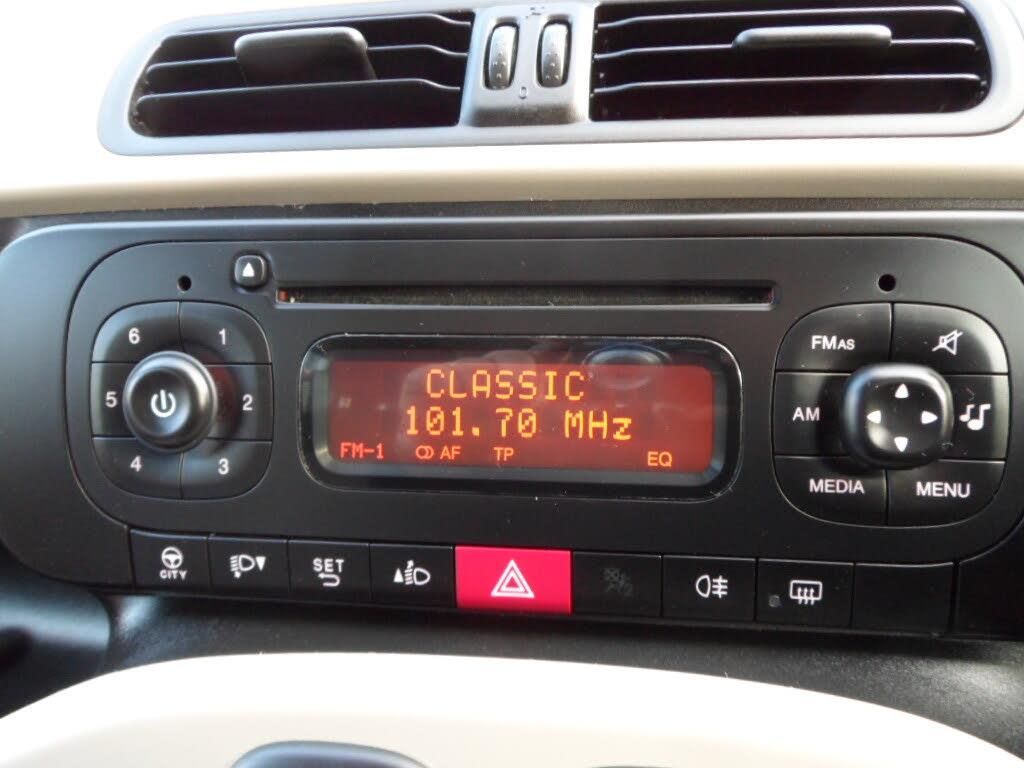 0
6
1
5
2
4
3
CLASSIC
101.70 MHz
FM-1 AF TP EQ
FMAS
AM
MEDIA
MENU
CITY
SET